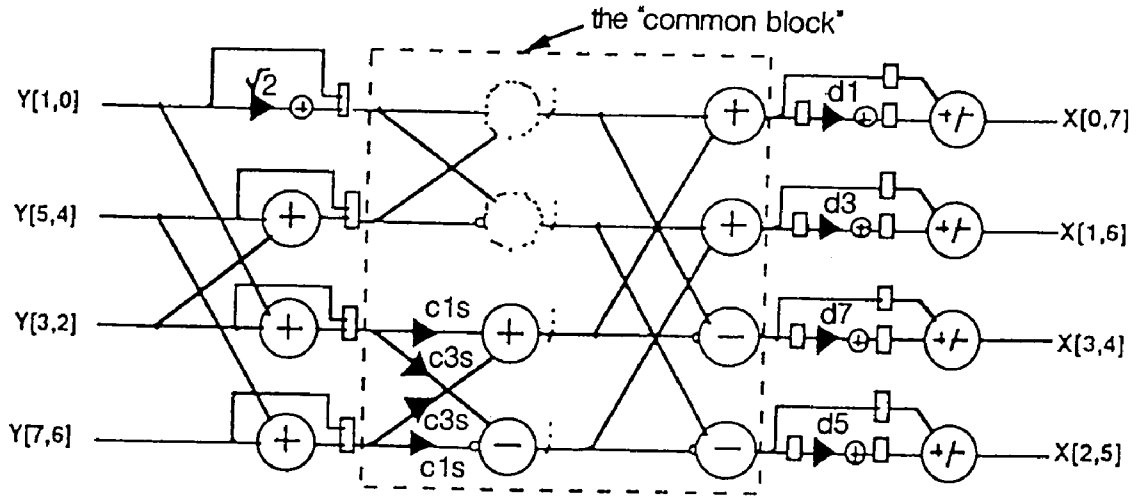 the "common block"
Y[1,0]
√2
+
+
d1
+
+/-
X[0,7]
Y[5,4]
+
+
d3
+
+/-
X[1,6]
Y[3,2]
+
c1s
+
−
d7
+
+/-
X[3,4]
c3s
Y[7,6]
+
c3s
c1s
−
−
d5
+
+/-
X[2,5]